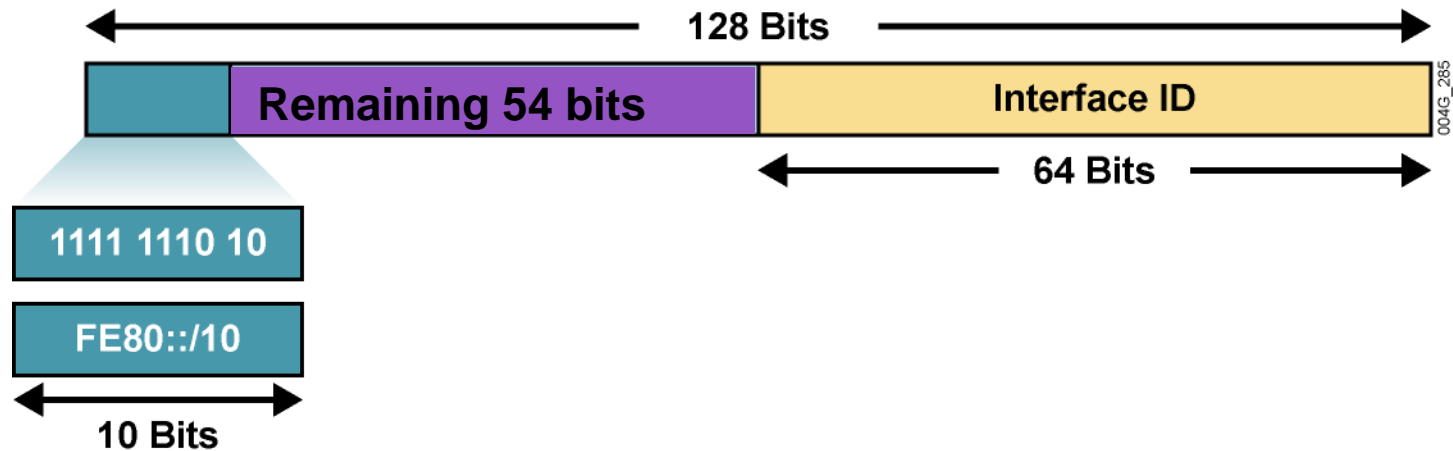 128 Bits
Remaining 54 bits
Interface ID
004G_285
64 Bits
1111 1110 10
FE80::/10
10 Bits